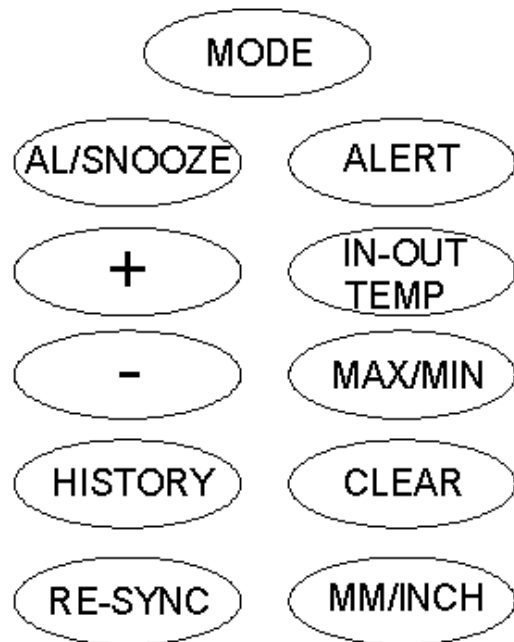 MODE
AL/SNOOZE
ALERT
+
IN-OUT
TEMP
-
MAX/MIN
HISTORY
CLEAR
RE-SYNC
MM/INCH